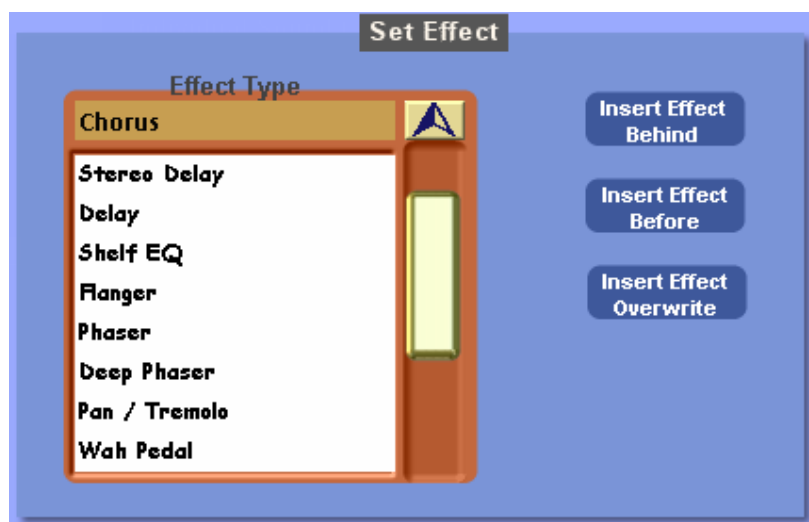 Set Effect
Effect Type
Chorus
Stereo Delay
Delay
Shelf EQ
Flanger
Phaser
Deep Phaser
Pan / Tremolo
Wah Pedal
Insert Effect
Behind
Insert Effect
Before
Insert Effect
Overwrite